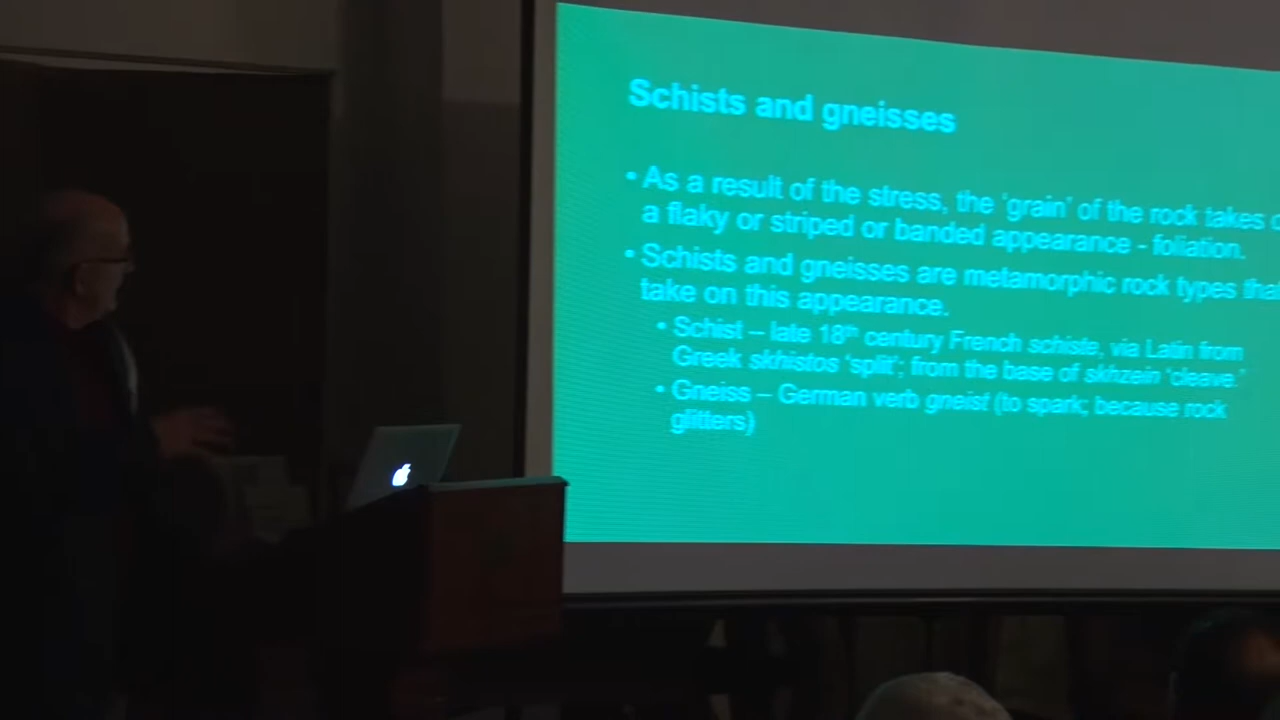 Schists and gneisses
• As a result of the stress, the ‘grain’ of the rock takes
a flaky or striped or banded appearance - foliation.
• Schists and gneisses are metamorphic rock types
take on this appearance.
• Schist – late 18th century French schiste, via Latin from
Greek skhistos ‘split’; from the base of skhzein ‘cleave.’
• Gneiss – German verb gneist (to spark; because rock
glitters)